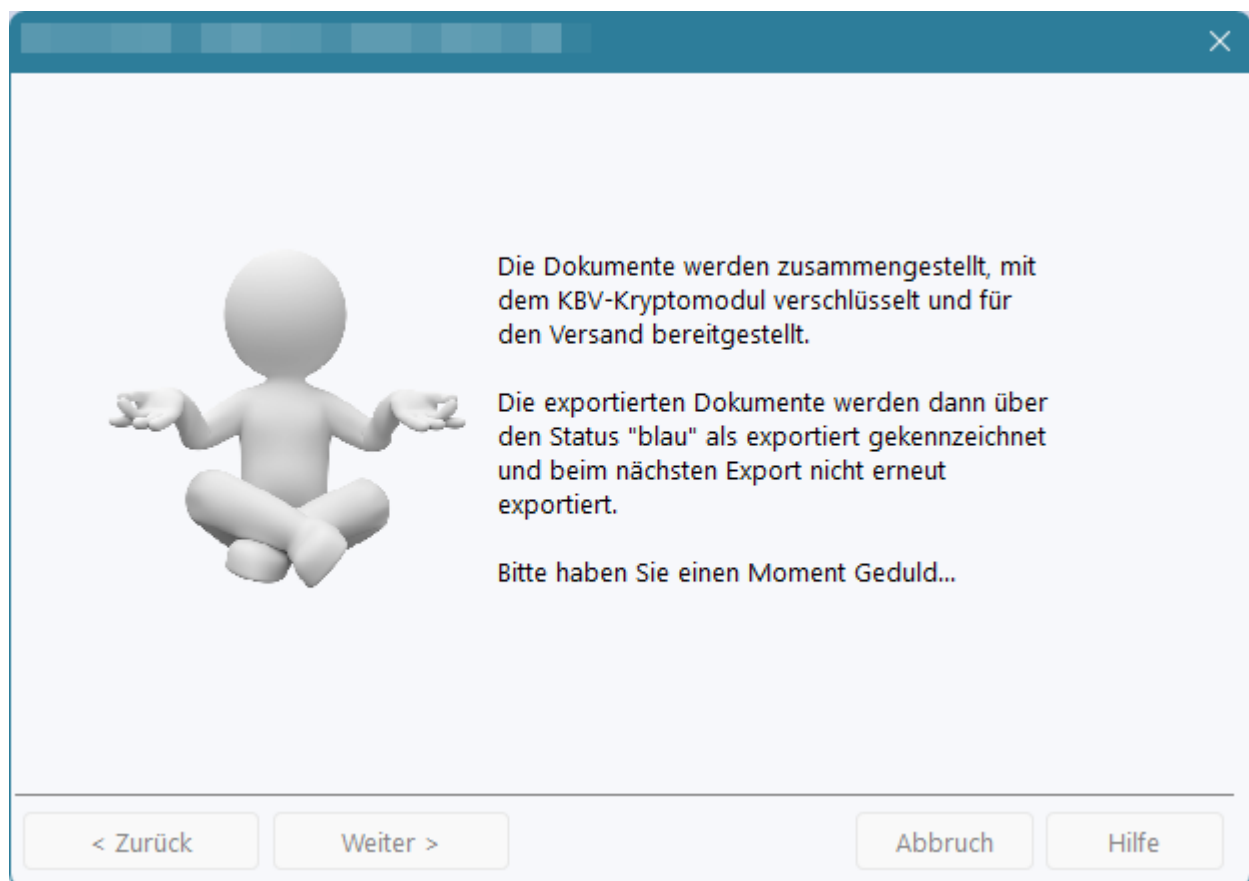 Die Dokumente werden zusammengestellt, mit
dem KBV-Kryptomodul verschlüsselt und für
den Versand bereitgestellt.
Die exportierten Dokumente werden dann über
den Status "blau" als exportiert gekennzeichnet
und beim nächsten Export nicht erneut
exportiert.
Bitte haben Sie einen Moment Geduld...
< Zurück
Weiter >
Abbruch
Hilfe